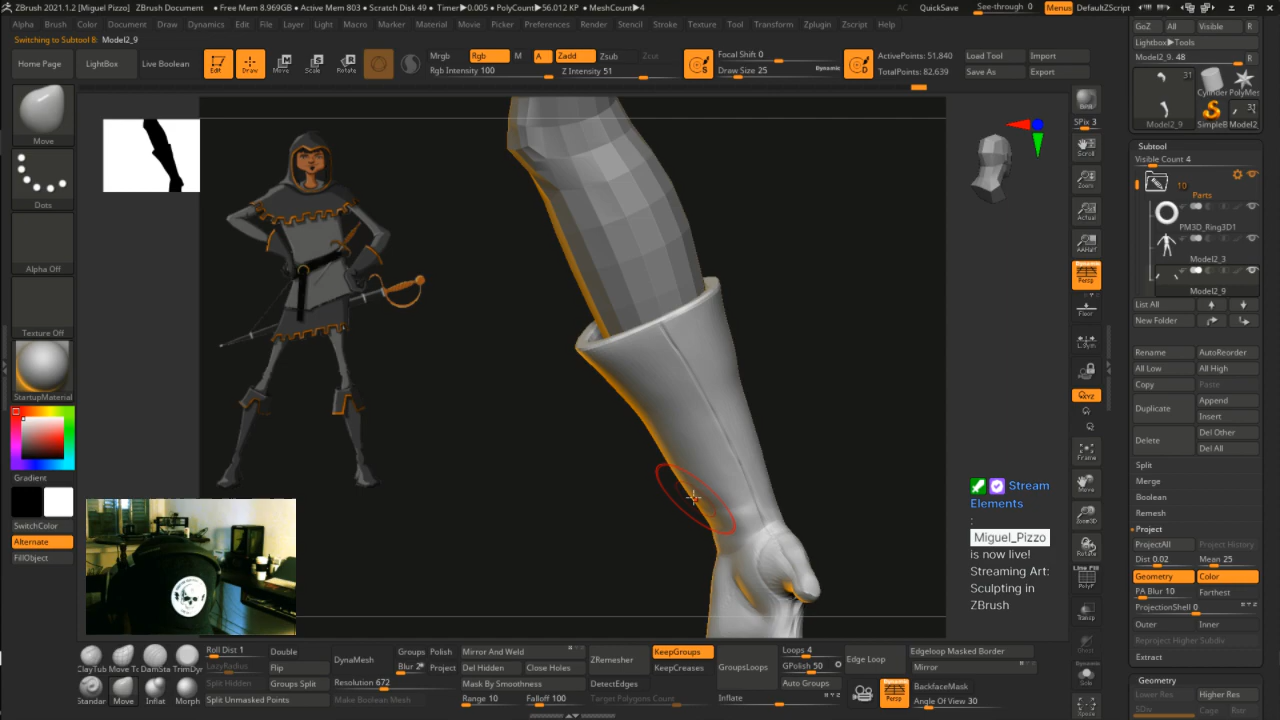 ZBrush 2021.1.2 [Miguel Pizzo]
ZBrush Document
• Free Mem 8.969GB • Active Mem 803 • Scratch Disk 49 • Timer▶0.005 • PolyCount▶56.012 KP • MeshCount▶4
AC
QuickSave
See-through 0
Menus
DefaultZScript
Alpha Brush Color Document Draw Dynamics Edit File Layer Light Macro Marker Material Movie Picker Preferences Render Stencil Stroke Texture Tool Transform Zplugin Zscript Help
Switching to Subtool 8: Model2_9
Home Page
LightBox
Live Boolean
Edit
Draw
Move
Scale
Rotate
Mrgb
Rgb
M
Rgb Intensity 100
A
Zadd
Zsub
Zcut
Z Intensity 51
Focal Shift 0
Draw Size 25
Dynamic
ActivePoints: 51,840
TotalPoints: 82,639
Load Tool
Import
Save As
Export
Move
Dots
Alpha Off
Texture Off
StartupMaterial
Gradient
SwitchColor
Alternate
FillObject
Stream
Elements
:
Miguel_Pizzo
is now live!
Streaming Art:
Sculpting in
ZBrush
SPix 3
Scroll
Zoom
Actual
AAHalf
Dynamic
Persp
Floor
L.Sym
XYZ
Frame
Move
Zoom3D
Rotate
Line Fill
PolyF
Transp
Dynamic
Solo
Xpose
GoZ
All
Visible
R
Lightbox▶Tools
Model2_9. 48
R
31
Cylinder
PolyMes
31
Model2_9
SimpleB
Model2_
Subtool
Visible Count 4
10
Parts
PM3D_Ring3D1
Model2_3
Model2_9
List All
New Folder
Rename
AutoReorder
All Low
All High
Copy
Paste
Duplicate
Append
Insert
Delete
Del Other
Del All
Split
Merge
Boolean
Remesh
Project
ProjectAll
Project History
Dist 0.02
Mean 25
Geometry
Color
PA Blur 10
Farthest
ProjectionShell 0
Outer
Inner
Reproject Higher Subdiv
Extract
Geometry
Lower Res
Higher Res
SDiv
Cage
Rstr
ClayTub
Move To
DamSta
TrimDyr
Standar
Move
Inflat
Morph
Roll Dist 1
LazyRadius
Split Hidden
Split Unmasked Points
Double
Flip
Groups Split
DynaMesh
Groups
Polish
Blur 2
Project
Resolution 672
Make Boolean Mesh
Mirror And Weld
Del Hidden
Close Holes
Mask By Smoothness
Range 10
Falloff 100
ZRemesher
DetectEdges
Target Polygons Count
KeepGroups
KeepCreases
GroupsLoops
Inflate
Loops 4
GPolish 50
Auto Groups
Edge Loop
Edgeloop Masked Border
Mirror
Persp
BackfaceMask
Angle Of View 30